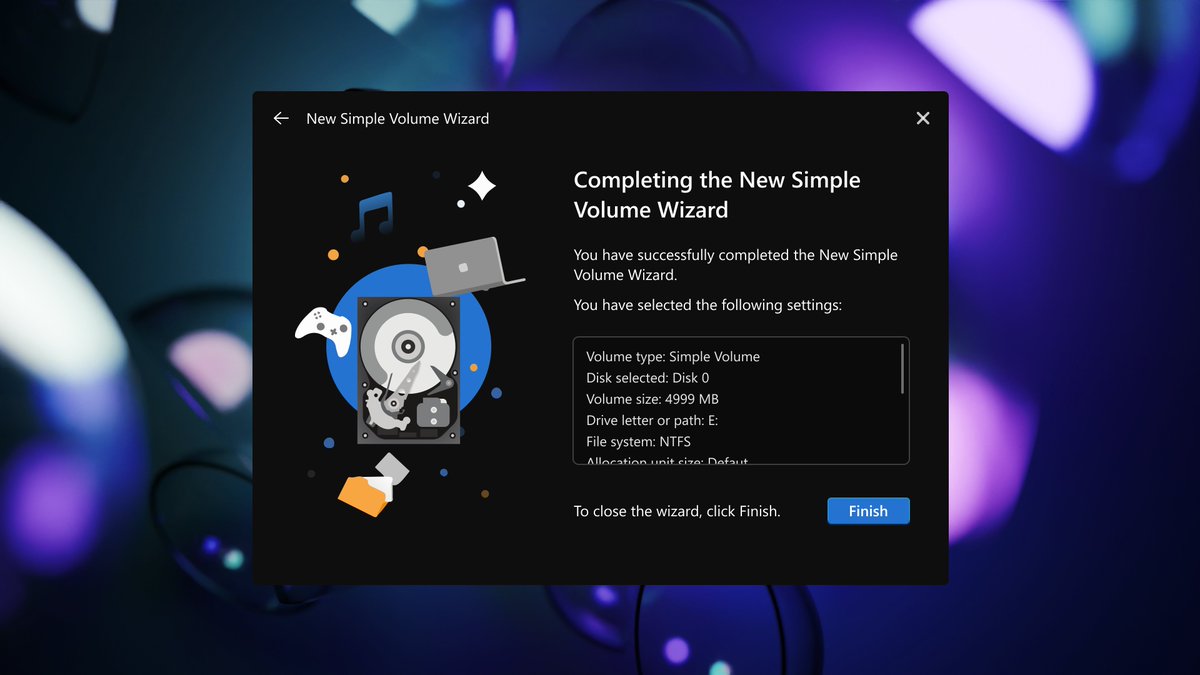 New Simple Volume Wizard
Completing the New Simple
Volume Wizard
You have successfully completed the New Simple
Volume Wizard.
You have selected the following settings:
Volume type: Simple Volume
Disk selected: Disk 0
Volume size: 4999 MB
Drive letter or path: E:
File system: NTFS
Allocation unit size: Defaut
To close the wizard, click Finish.
Finish